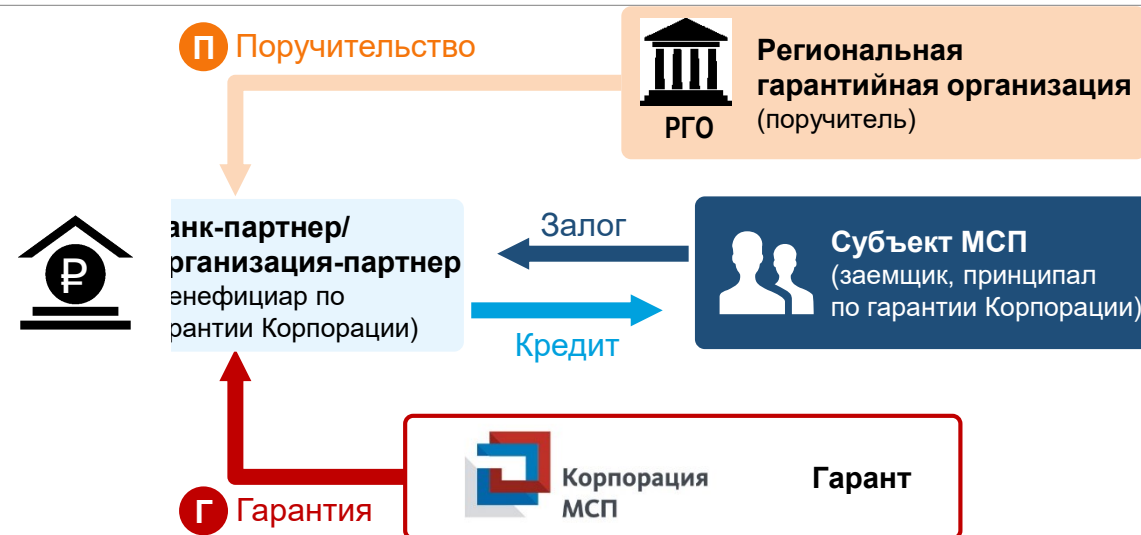 П Поручительство
Региональная
гарантийная организация
(поручитель)
РГО
анк-партнер/
рганизация-партнер
енефициар по
рантии Корпорации)
₽
Залог
Кредит
Субъект МСП
(заемщик, принципал
по гарантии Корпорации)
Корпорация
МСП
Гарант
Г Гарантия